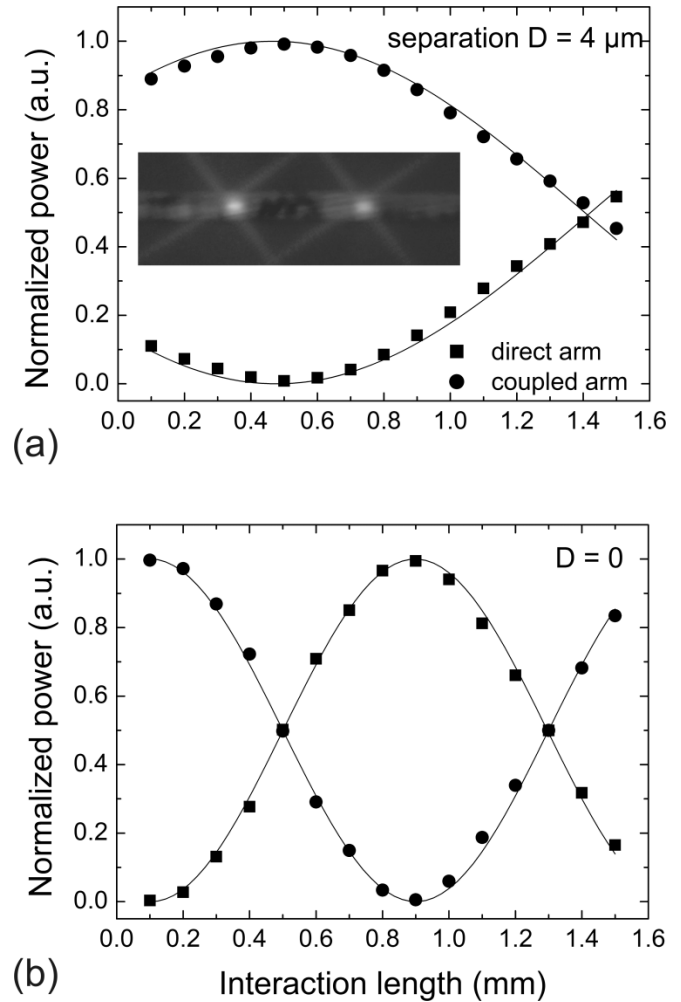 separation D = 4 μm
Normalized power (a.u.)
1.0
0.8
0.6
0.4
0.2
0.0
direct arm
coupled arm
0.0 0.2 0.4 0.6 0.8 1.0 1.2 1.4 1.6
(a)
D = 0
Normalized power (a.u.)
1.0
0.8
0.6
0.4
0.2
0.0
0.0 0.2 0.4 0.6 0.8 1.0 1.2 1.4 1.6
(b)
Interaction length (mm)